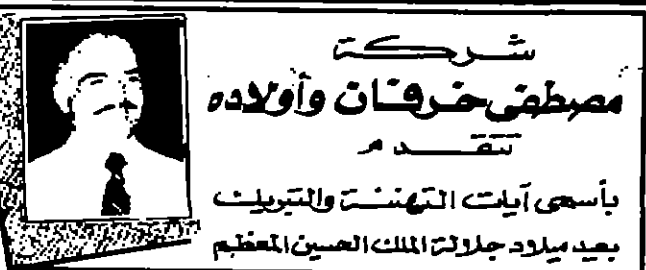 شركة
مصطفى خرفان وأولاده
تتقدم
بأسمى آيات التهنئة والتبريك
بعيد ميلاد جلالة الملك الحسين المعظم